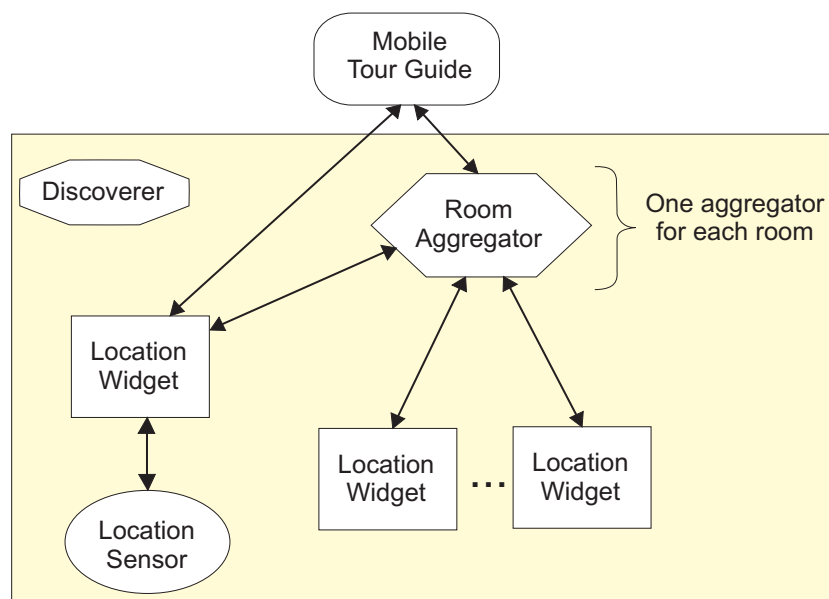 Mobile
Tour Guide
Discoverer
Room
Aggregator
One aggregator
for each room
Location
Widget
Location
Widget
...
Location
Widget
Location
Sensor